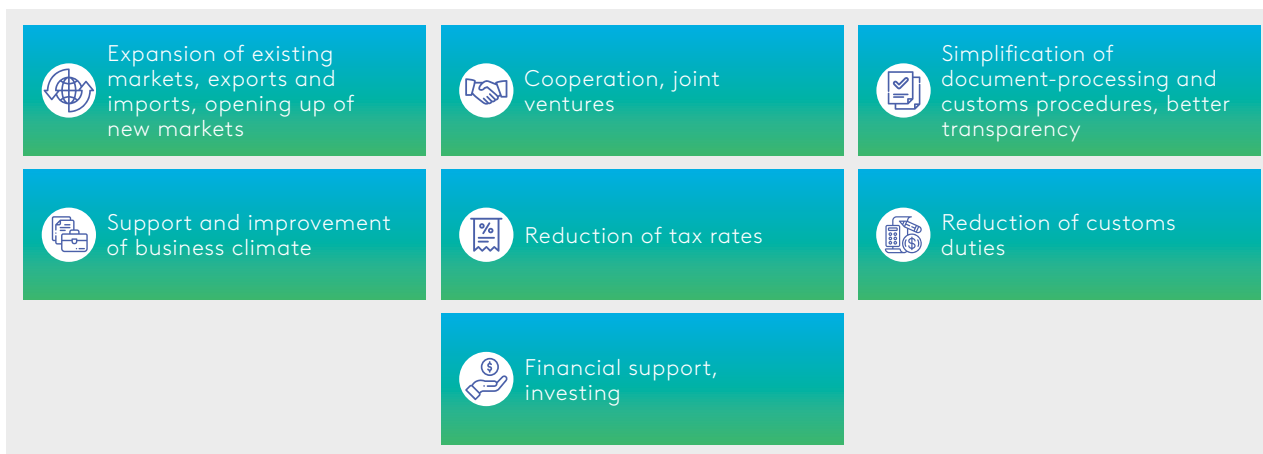 Expansion of existing
markets, exports and
imports, opening up of
new markets
Cooperation, joint
ventures
Simplification of
document-processing and
customs procedures, better
transparency
Support and improvement
of business climate
%
Reduction of tax rates
$
Reduction of customs
duties
$
Financial support,
investing